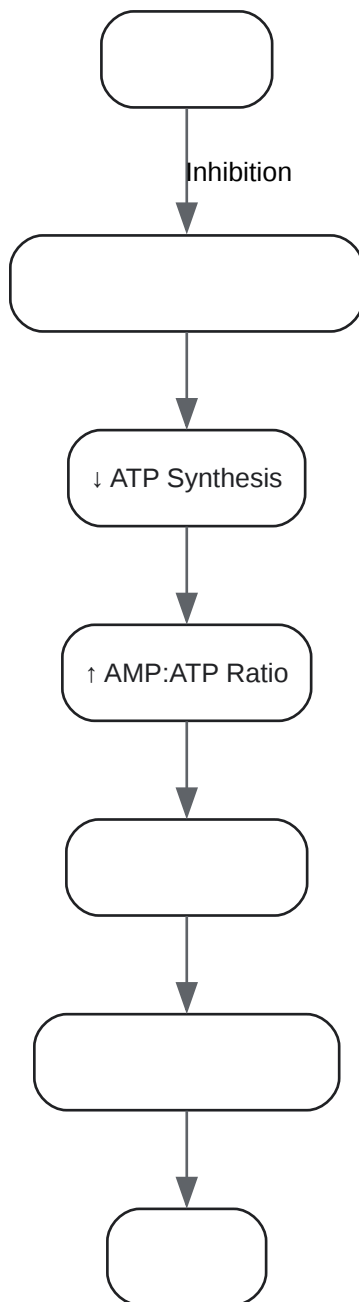 Inhibition
↓ ATP Synthesis
↑ AMP:ATP Ratio